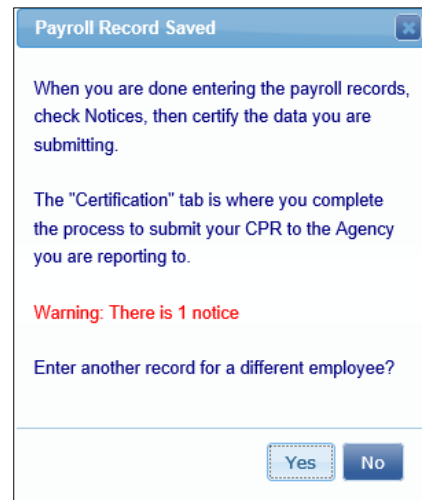 Payroll Record Saved
When you are done entering the payroll records,
check Notices, then certify the data you are
submitting.
The "Certification" tab is where you complete
the process to submit your CPR to the Agency
you are reporting to.
Warning: There is 1 notice
Enter another record for a different employee?
Yes No